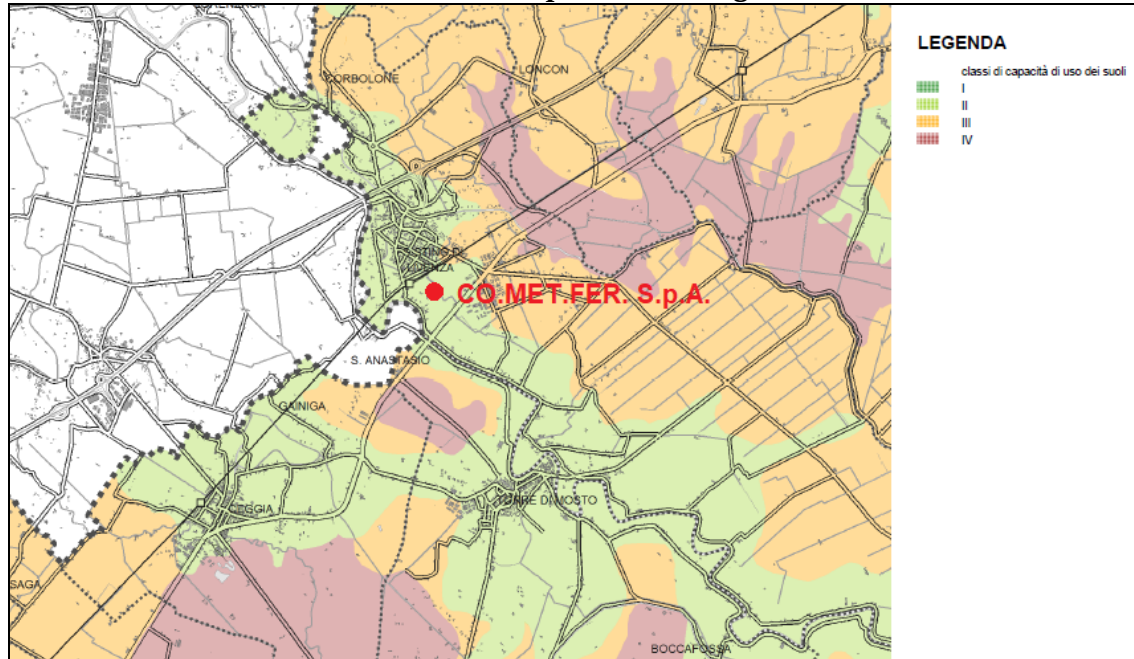 LEGENDA
classi di capacità di uso dei suoli
I
II
III
IV
CORBOLONE
LONCON
P
CO.MET.FER. S.p.A.
S. ANASTASIO
GAINIGA
TORRE DI MOSTO
CEGGIA
SAGA
BOCCAFOSSA